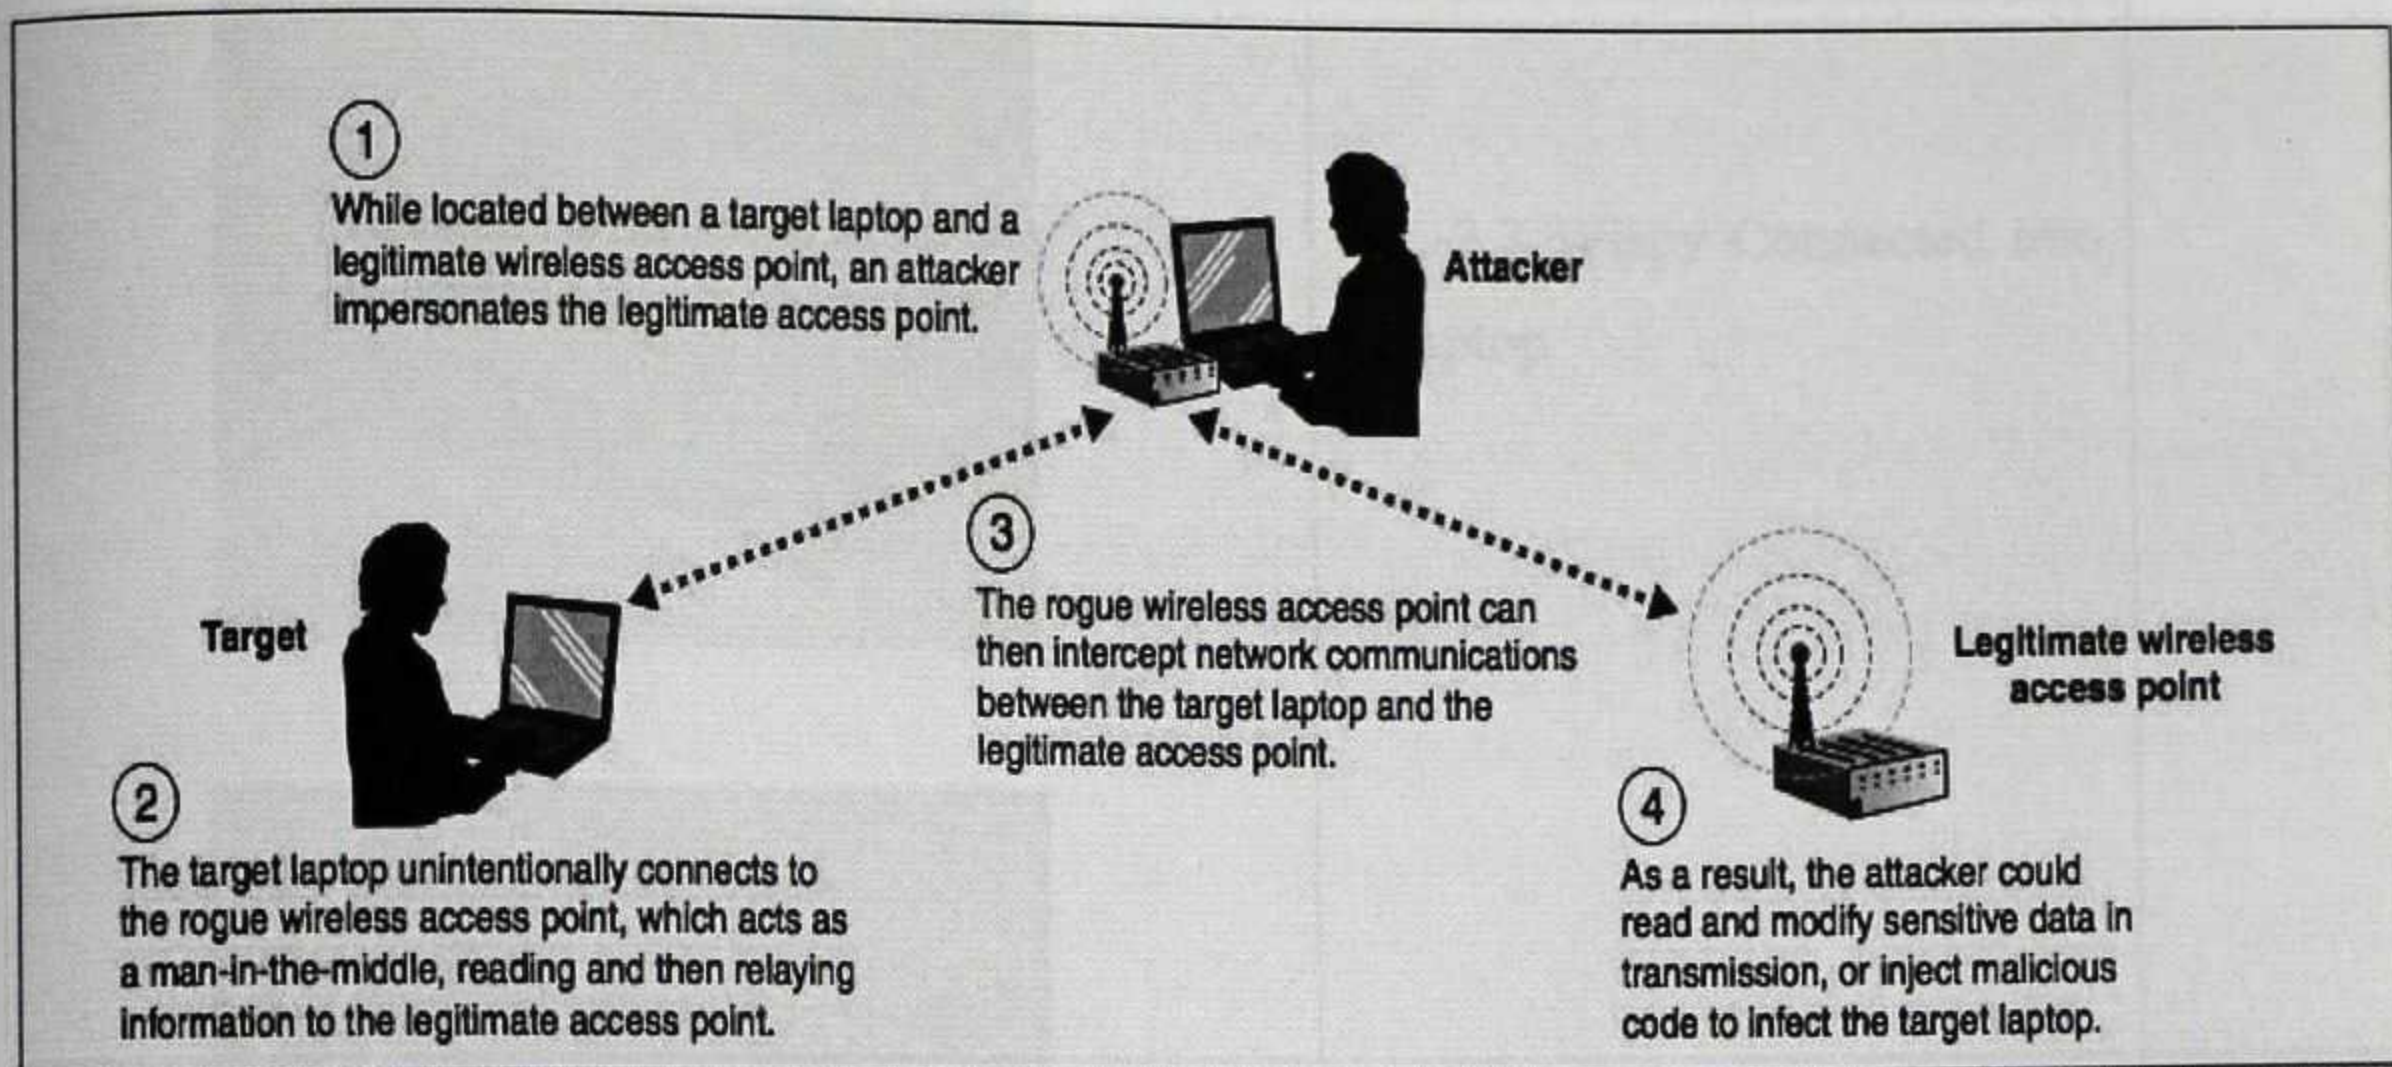 1
While located between a target laptop and a
legitimate wireless access point, an attacker
impersonates the legitimate access point.
Attacker
Target
2
The target laptop unintentionally connects to
the rogue wireless access point, which acts as
a man-in-the-middle, reading and then relaying
information to the legitimate access point.
3
The rogue wireless access point can
then intercept network communications
between the target laptop and the
legitimate access point.
Legitimate wireless
access point
4
As a result, the attacker could
read and modify sensitive data in
transmission, or inject malicious
code to infect the target laptop.